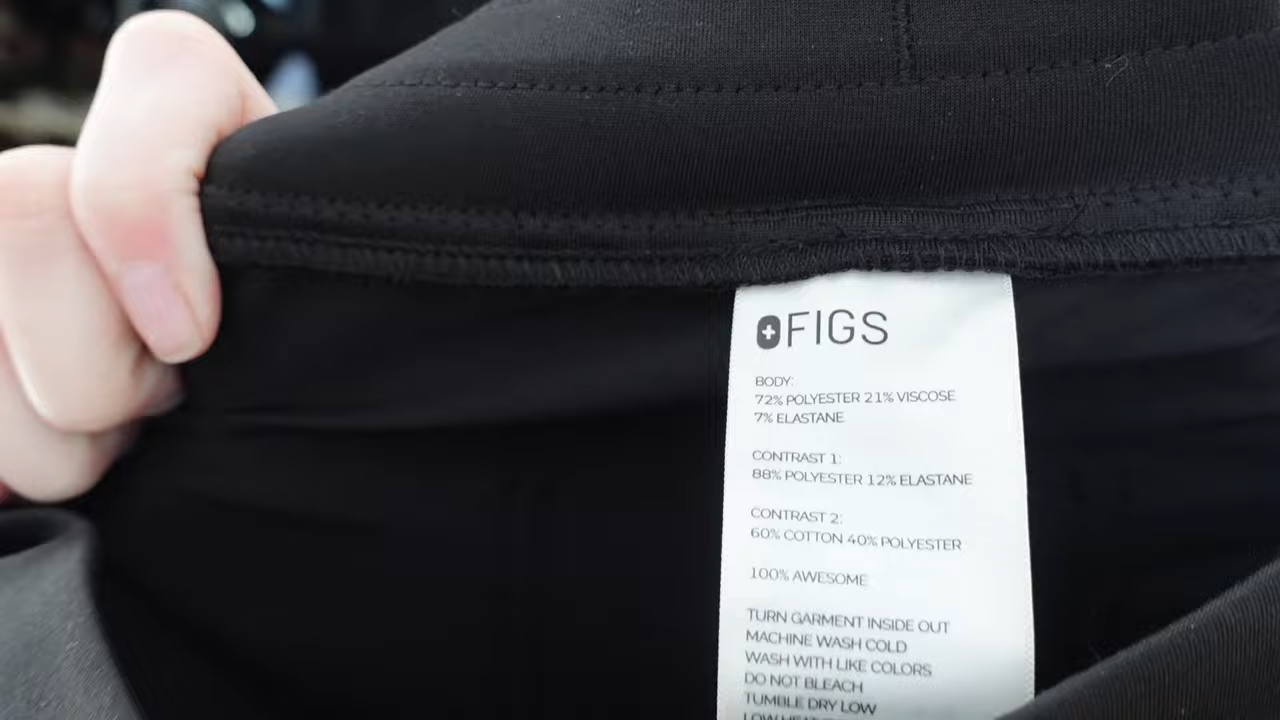 FIGS
BODY:
72% POLYESTER 21% VISCOSE
7% ELASTANE
CONTRAST 1:
88% POLYESTER 12% ELASTANE
CONTRAST 2:
60% COTTON 40% POLYESTER
100% AWESOME
TURN GARMENT INSIDE OUT
MACHINE WASH COLD
WASH WITH LIKE COLORS
DO NOT BLEACH
TUMBLE DRY LOW
LOW HEAT